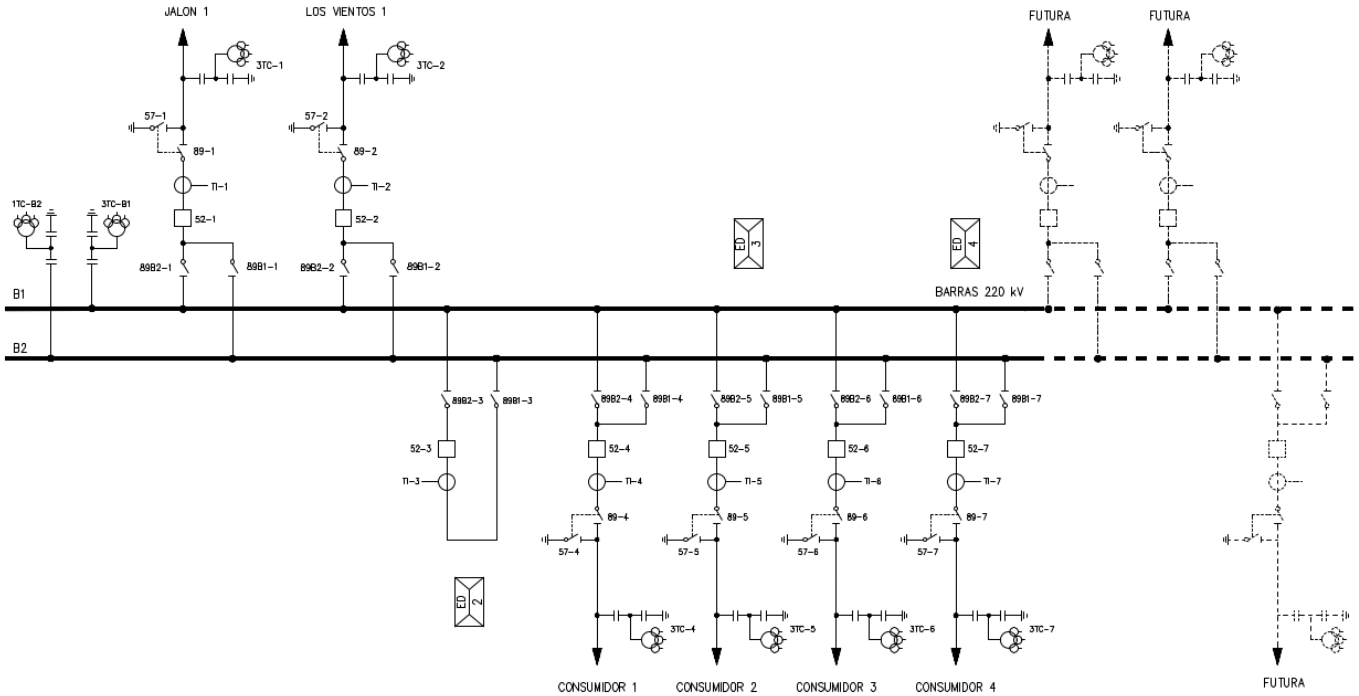 JALON 1
LOS VIENTOS 1
FUTURA
FUTURA
3TC-1
3TC-2
57-1
57-2
89-1
89-2
TI-1
TI-2
1TC-B2
3TC-B1
52-1
52-2
ED 3
ED 4
89B2-1
89B1-1
89B2-2
89B1-2
B1
BARRAS 220 kV
B2
89B2-3
89B1-3
89B2-4
89B1-4
89B2-5
89B1-5
89B2-6
89B1-6
89B2-7
89B1-7
52-3
52-4
52-5
52-6
52-7
TI-3
TI-4
TI-5
TI-6
TI-7
89-4
89-5
89-6
89-7
57-4
57-5
57-6
57-7
ED 2
3TC-4
3TC-5
3TC-6
3TC-7
CONSUMIDOR 1
CONSUMIDOR 2
CONSUMIDOR 3
CONSUMIDOR 4
FUTURA